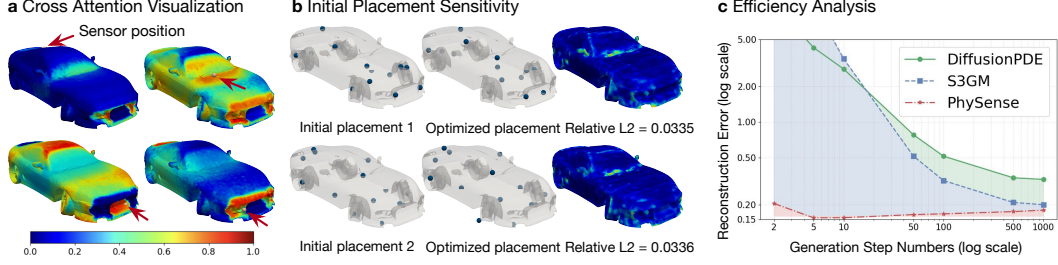 a Cross Attention Visualization
Sensor position
0.0 0.2 0.4 0.6 0.8 1.0
b Initial Placement Sensitivity
Initial placement 1 Optimized placement Relative L2 = 0.0335
Initial placement 2 Optimized placement Relative L2 = 0.0336
c Efficiency Analysis
Reconstruction Error (log scale)
5.00
2.00
1.00
0.50
0.20
0.15
DiffusionPDE
S3GM
PhySense
2 5 10 50 100 500 1000
Generation Step Numbers (log scale)